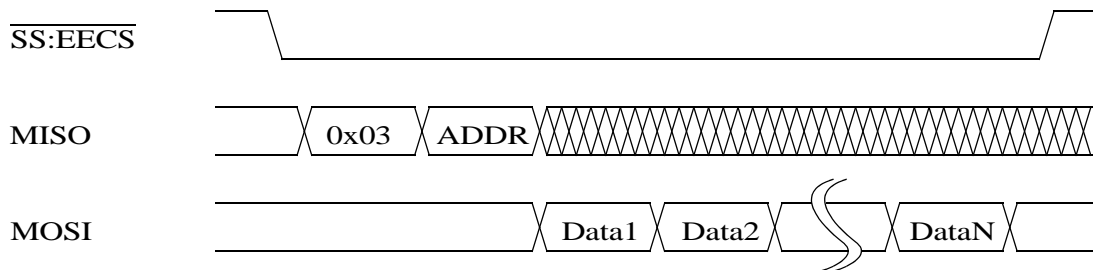 SS:EECS
MISO 0x03 ADDR
MOSI Data1 Data2 DataN